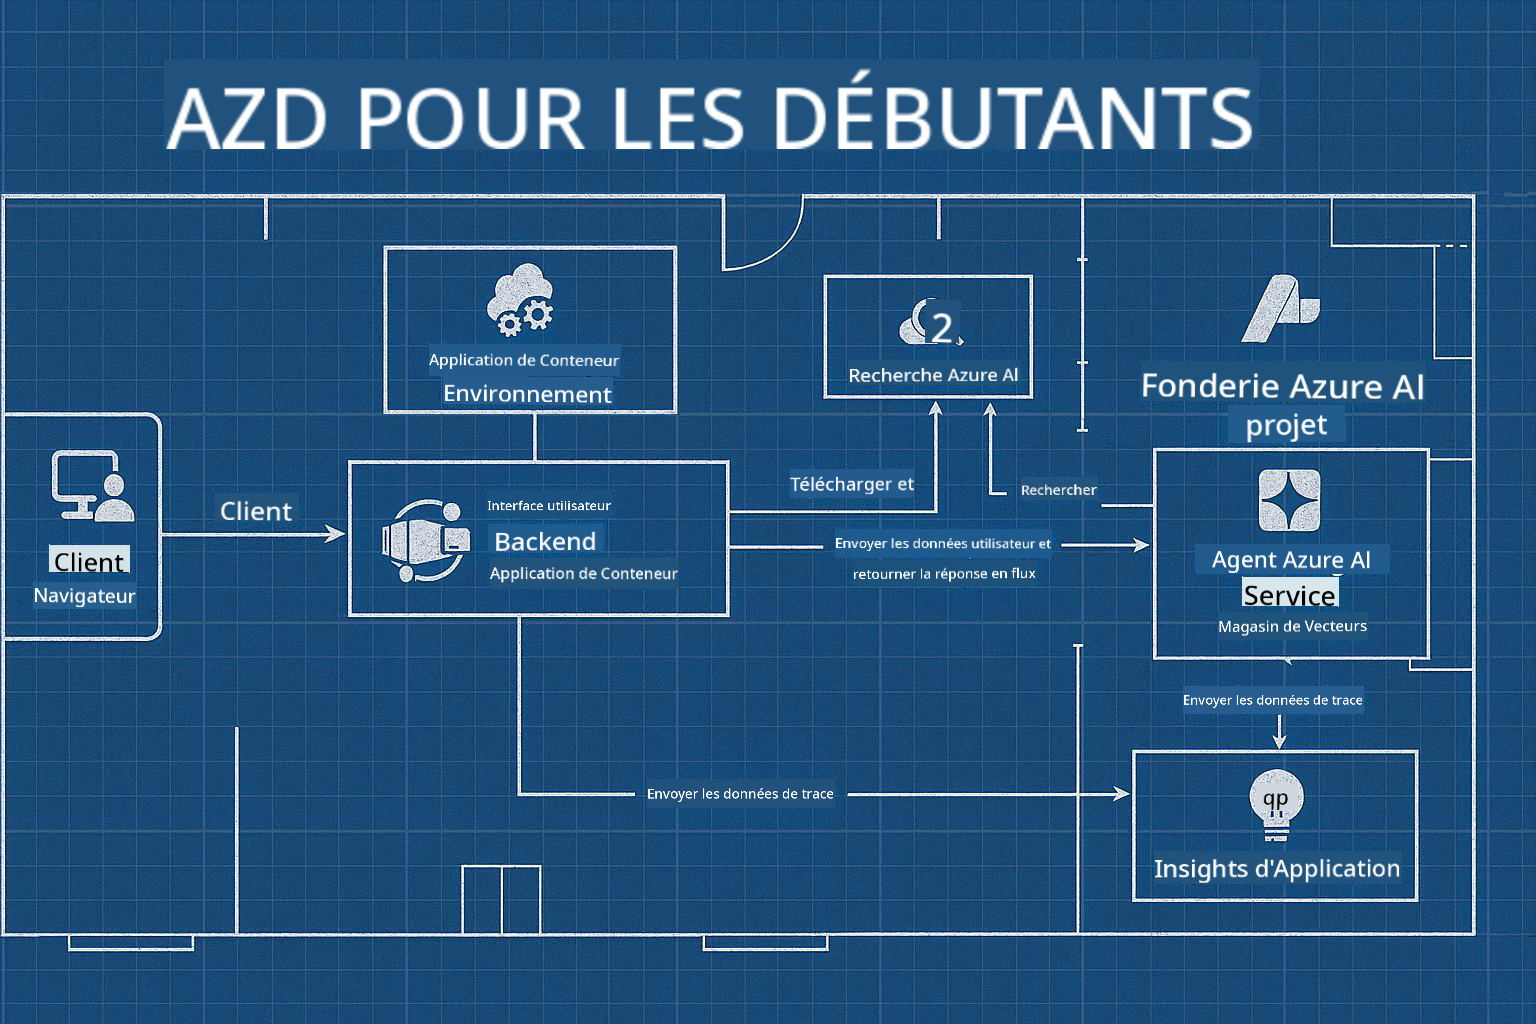 AZD POUR LES DÉBUTANTS
Application de Conteneur
Environnement
2
Recherche Azure AI
Fonderie Azure AI
projet
Client
Navigateur
Client
Interface utilisateur
Backend
Application de Conteneur
Télécharger et
Rechercher
Envoyer les données utilisateur et
retourner la réponse en flux
Agent Azure AI
Service
Magasin de Vecteurs
Envoyer les données de trace
Envoyer les données de trace
qp
Insights d'Application